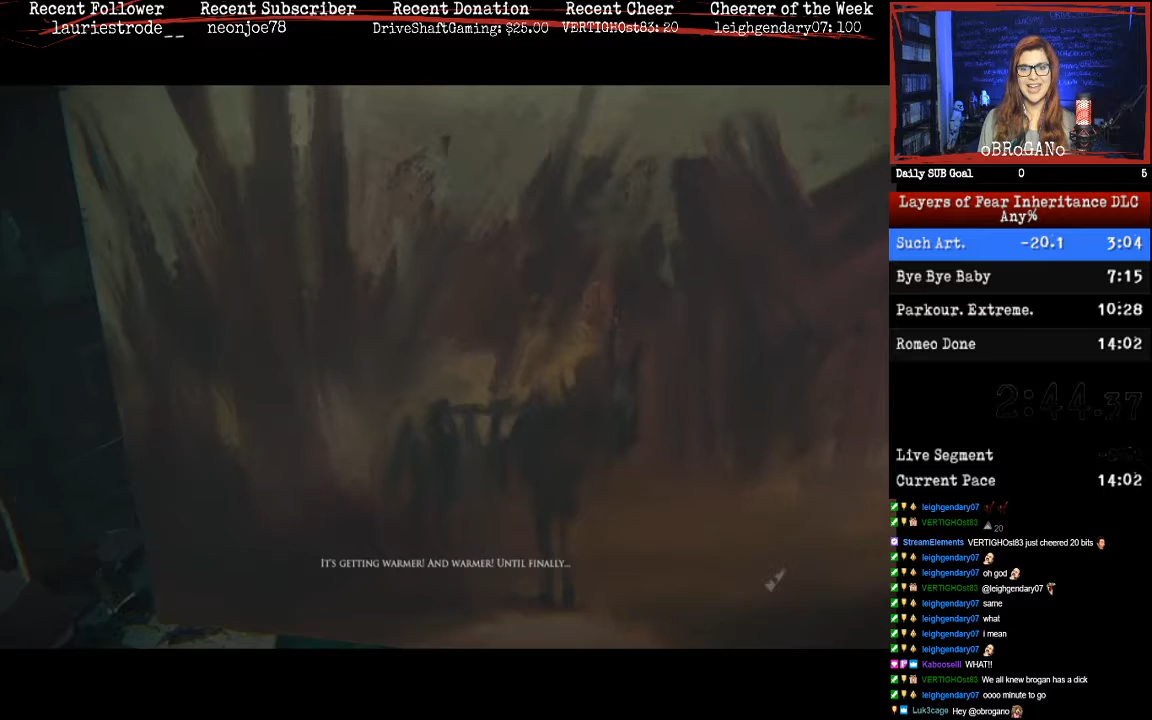 Recent Follower
lauriestrode__
Recent Subscriber
neonjoe78
Recent Donation
DriveShaftGaming: $25.00
Recent Cheer
VERTIGHOst83: 20
Cheerer of the Week
leighgendary07: 100
oBRoGANo
Daily SUB Goal 0 5
Layers of Fear Inheritance DLC
Any%
Such Art. -20.1 3:04
Bye Bye Baby 7:15
Parkour. Extreme. 10:28
Romeo Done 14:02
2:44.37
Live Segment
Current Pace 14:02
It's getting warmer! And warmer! Until finally...
leighgendary07
VERTIGHOst83 20
StreamElements VERTIGHOst83 just cheered 20 bits
leighgendary07
leighgendary07 oh god
VERTIGHOst83 @leighgendary07
leighgendary07 same
leighgendary07 what
leighgendary07 i mean
leighgendary07
WHAT!!
VERTIGHOst83 We all knew brogan has a dick
leighgendary07 oooo minute to go
Luk3cage Hey @obrogano